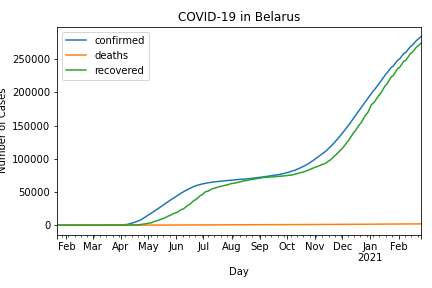 COVID-19 in Belarus
confirmed
deaths
recovered
250000
200000
150000
100000
50000
0
Number of Cases
Feb Mar Apr May Jun Jul Aug Sep Oct Nov Dec Jan Feb
2021
Day